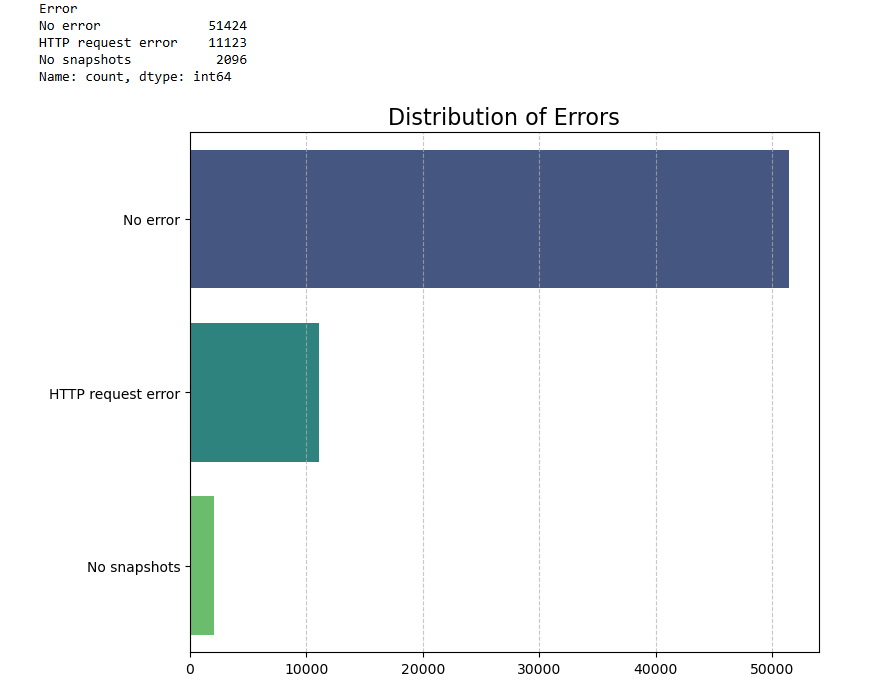 Error
No error 51424
HTTP request error 11123
No snapshots 2096
Name: count, dtype: int64
Distribution of Errors
No error
HTTP request error
No snapshots
0 10000 20000 30000 40000 50000